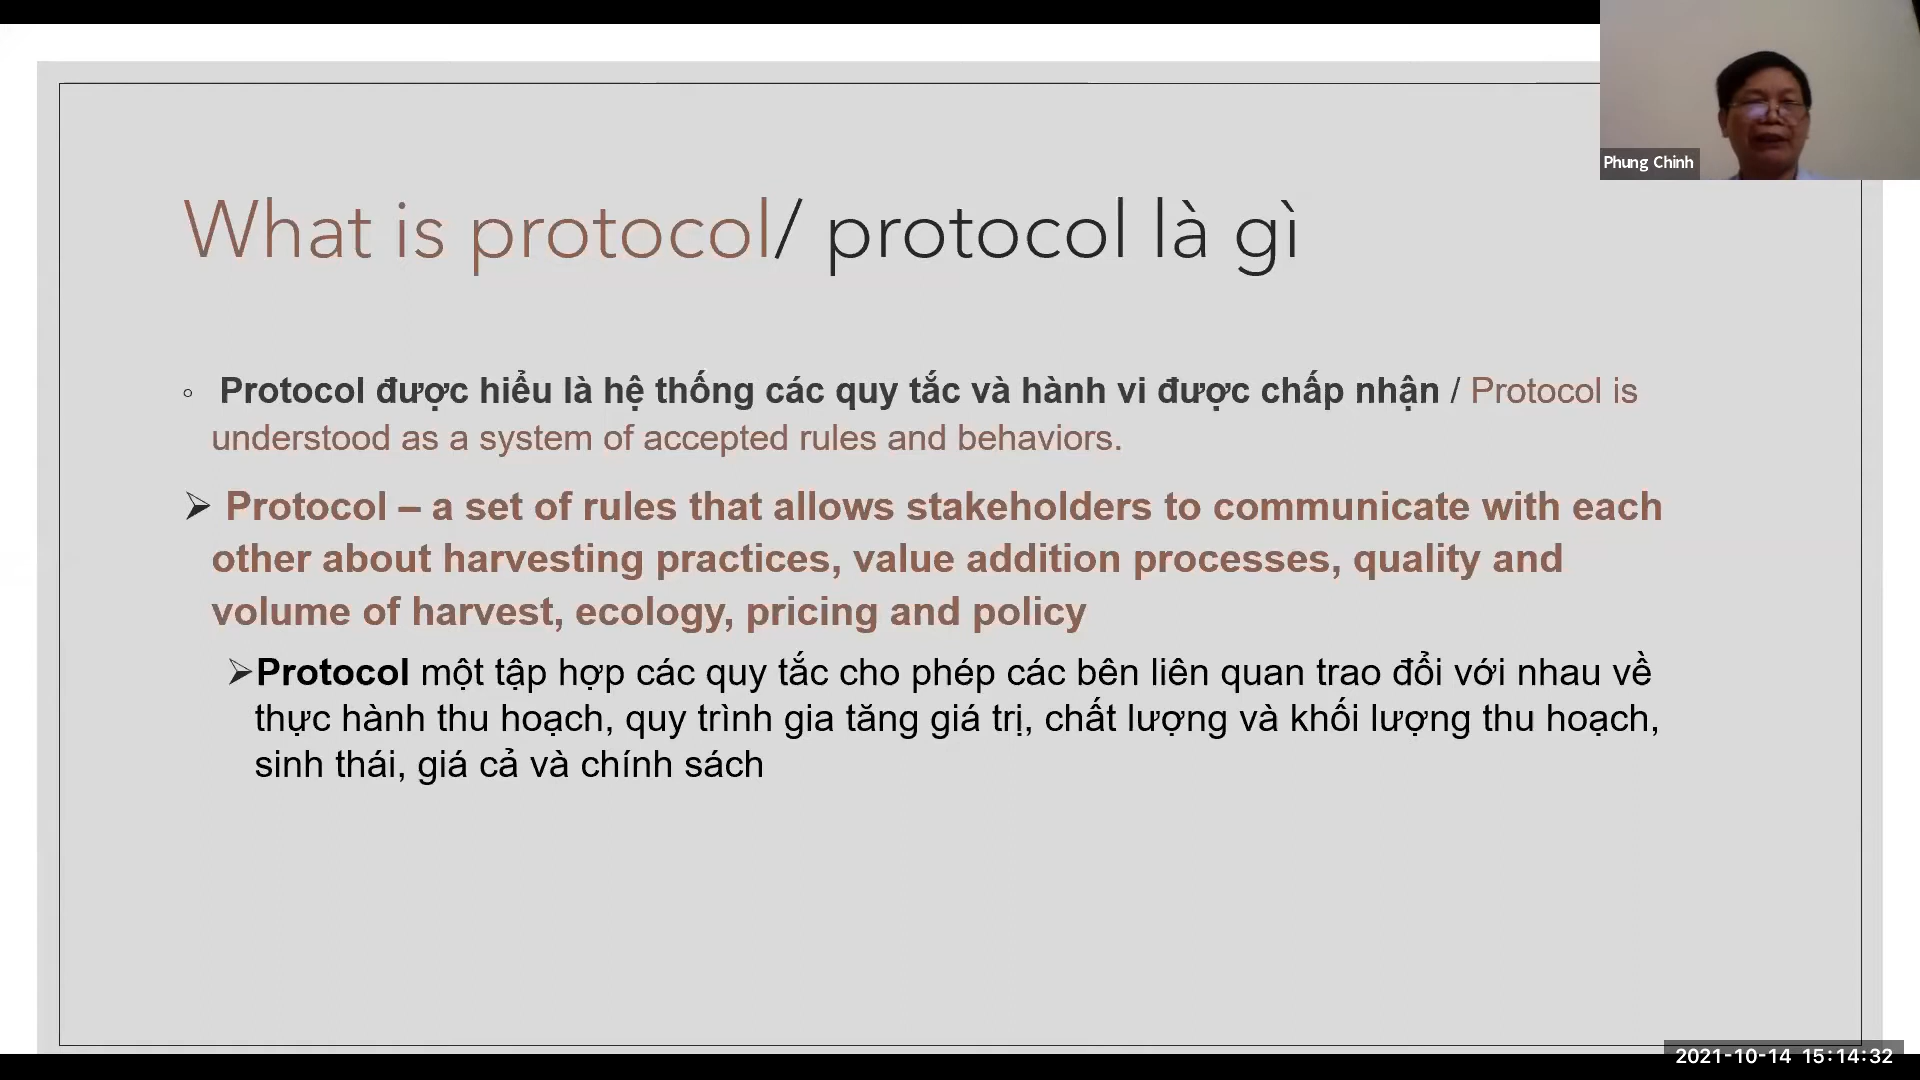 Phung Chinh
What is protocol/ protocol là gì
◦ Protocol được hiểu là hệ thống các quy tắc và hành vi được chấp nhận / Protocol is
understood as a system of accepted rules and behaviors.
➢ Protocol – a set of rules that allows stakeholders to communicate with each
other about harvesting practices, value addition processes, quality and
volume of harvest, ecology, pricing and policy
➢Protocol một tập hợp các quy tắc cho phép các bên liên quan trao đổi với nhau về
thực hành thu hoạch, quy trình gia tăng giá trị, chất lượng và khối lượng thu hoạch,
sinh thái, giá cả và chính sách
2021-10-14 15:14:32